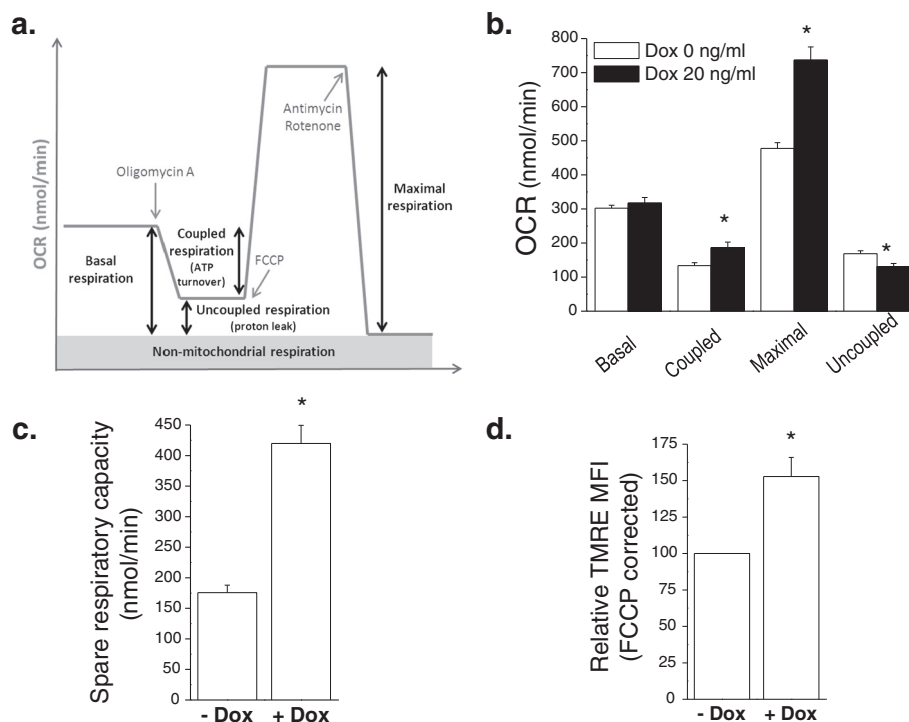 a.
OCR (nmol/min)
Oligomycin A
Basal
respiration
Coupled
respiration
(ATP
turnover)
FCCP
Uncoupled respiration
(proton leak)
Antimycin
Rotenone
Maximal
respiration
Non-mitochondrial respiration
b.
OCR (nmol/min)
800
700
600
500
400
300
200
100
0
Dox 0 ng/ml
Dox 20 ng/ml
*
*
*
Basal
Coupled
Maximal
Uncoupled
c.
Spare respiratory capacity
(nmol/min)
450
400
350
300
250
200
150
100
50
0
*
- Dox + Dox
d.
Relative TMRE MFI
(FCCP corrected)
175
150
125
100
75
50
25
0
*
- Dox + Dox